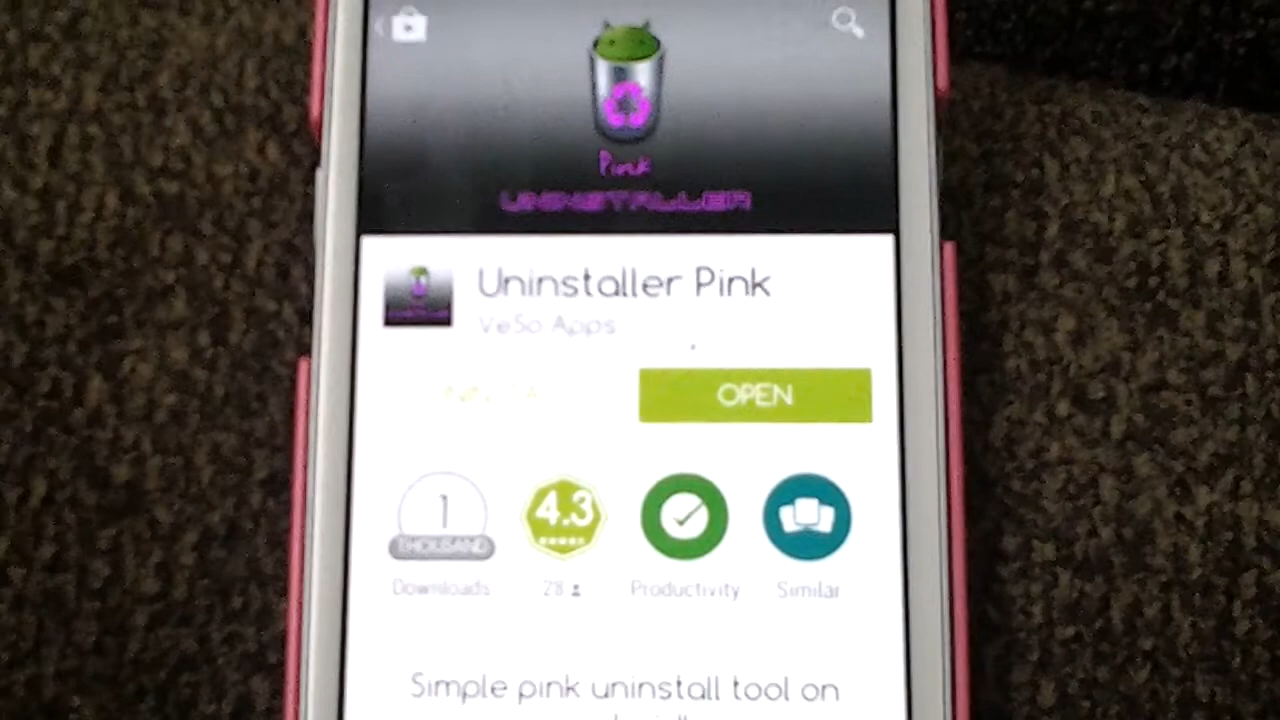 Pink
UNINSTALLER
Uninstaller Pink
VeSo Apps
OPEN
1
THOUSAND
Downloads
4.3
28
Productivity
Similar
Simple pink uninstall tool on